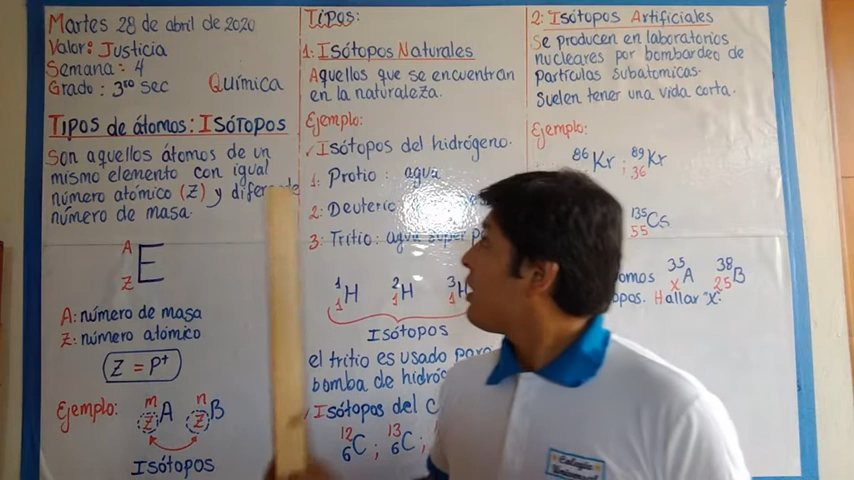 Martes 28 de abril de 2020
Valor: Justicia
Semana: 4
Grado: 3ro sec Química
TIPOS de átomos: ISÓTOPOS
Son aquellos átomos de un
mismo elemento con igual
número atómico (Z) y
número de masa.
A
Z E
A: número de masa
Z: número atómico
Z = P+
Ejemplo: m Z A n Z B
Isótopos
TIPOS:
1: Isótopos Naturales
Aquellos que se encuentran
en la naturaleza.
Ejemplo:
✓Isótopos del hidrógeno.
1: Protio: agua
2: Deuterio
3: Tritio: agua super
1 1 H 2 1 H 3 1 H
Isótopos
el tritio es usado para
bomba de
✓Isótopos del
12 6 C ; 13 6 C ;
2: Isótopos Artificiales
Se producen en laboratorios
nucleares por bombardeo de
partículas subatomicas.
Suelen tener una vida corta.
Ejemplo:
86 Kr ; 89 36 Kr
135 55 Cs
35 x A 38 25 B
Hallar "x".